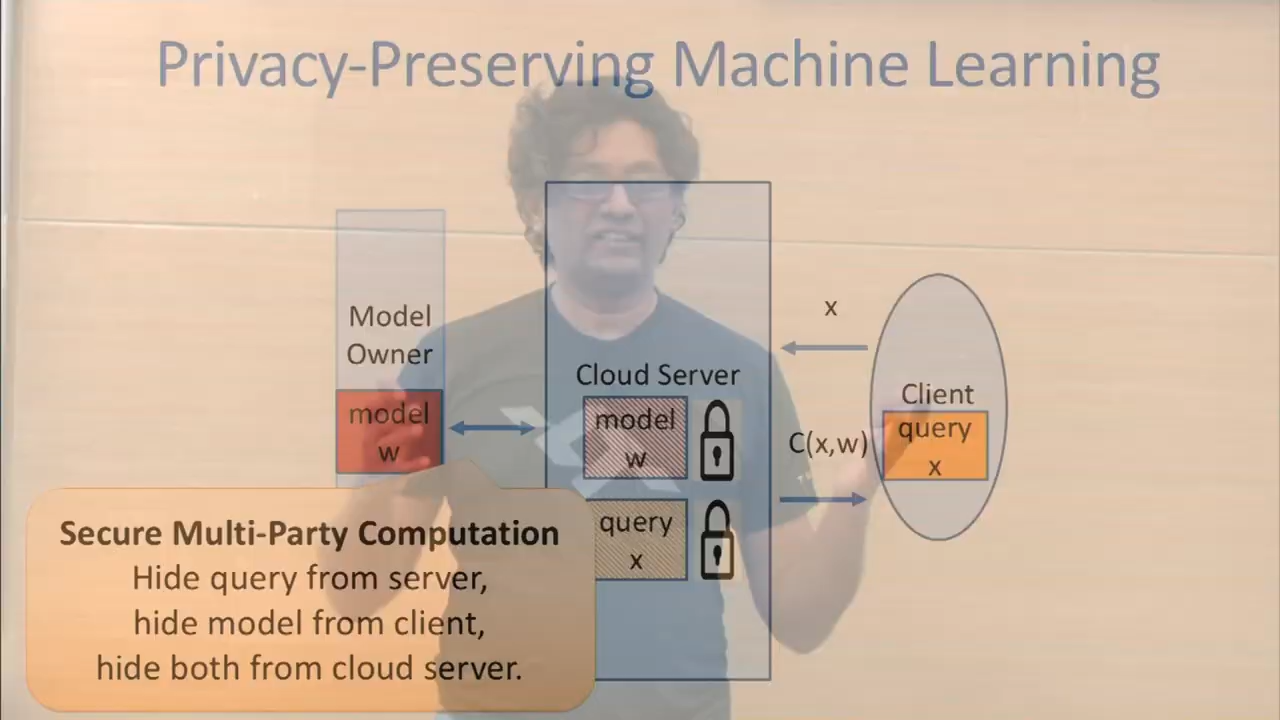 Privacy-Preserving Machine Learning
Model
Owner
model
w
Cloud Server
model
w
query
x
x
C(x,w)
Client
query
x
Secure Multi-Party Computation
Hide query from server,
hide model from client,
hide both from cloud server.